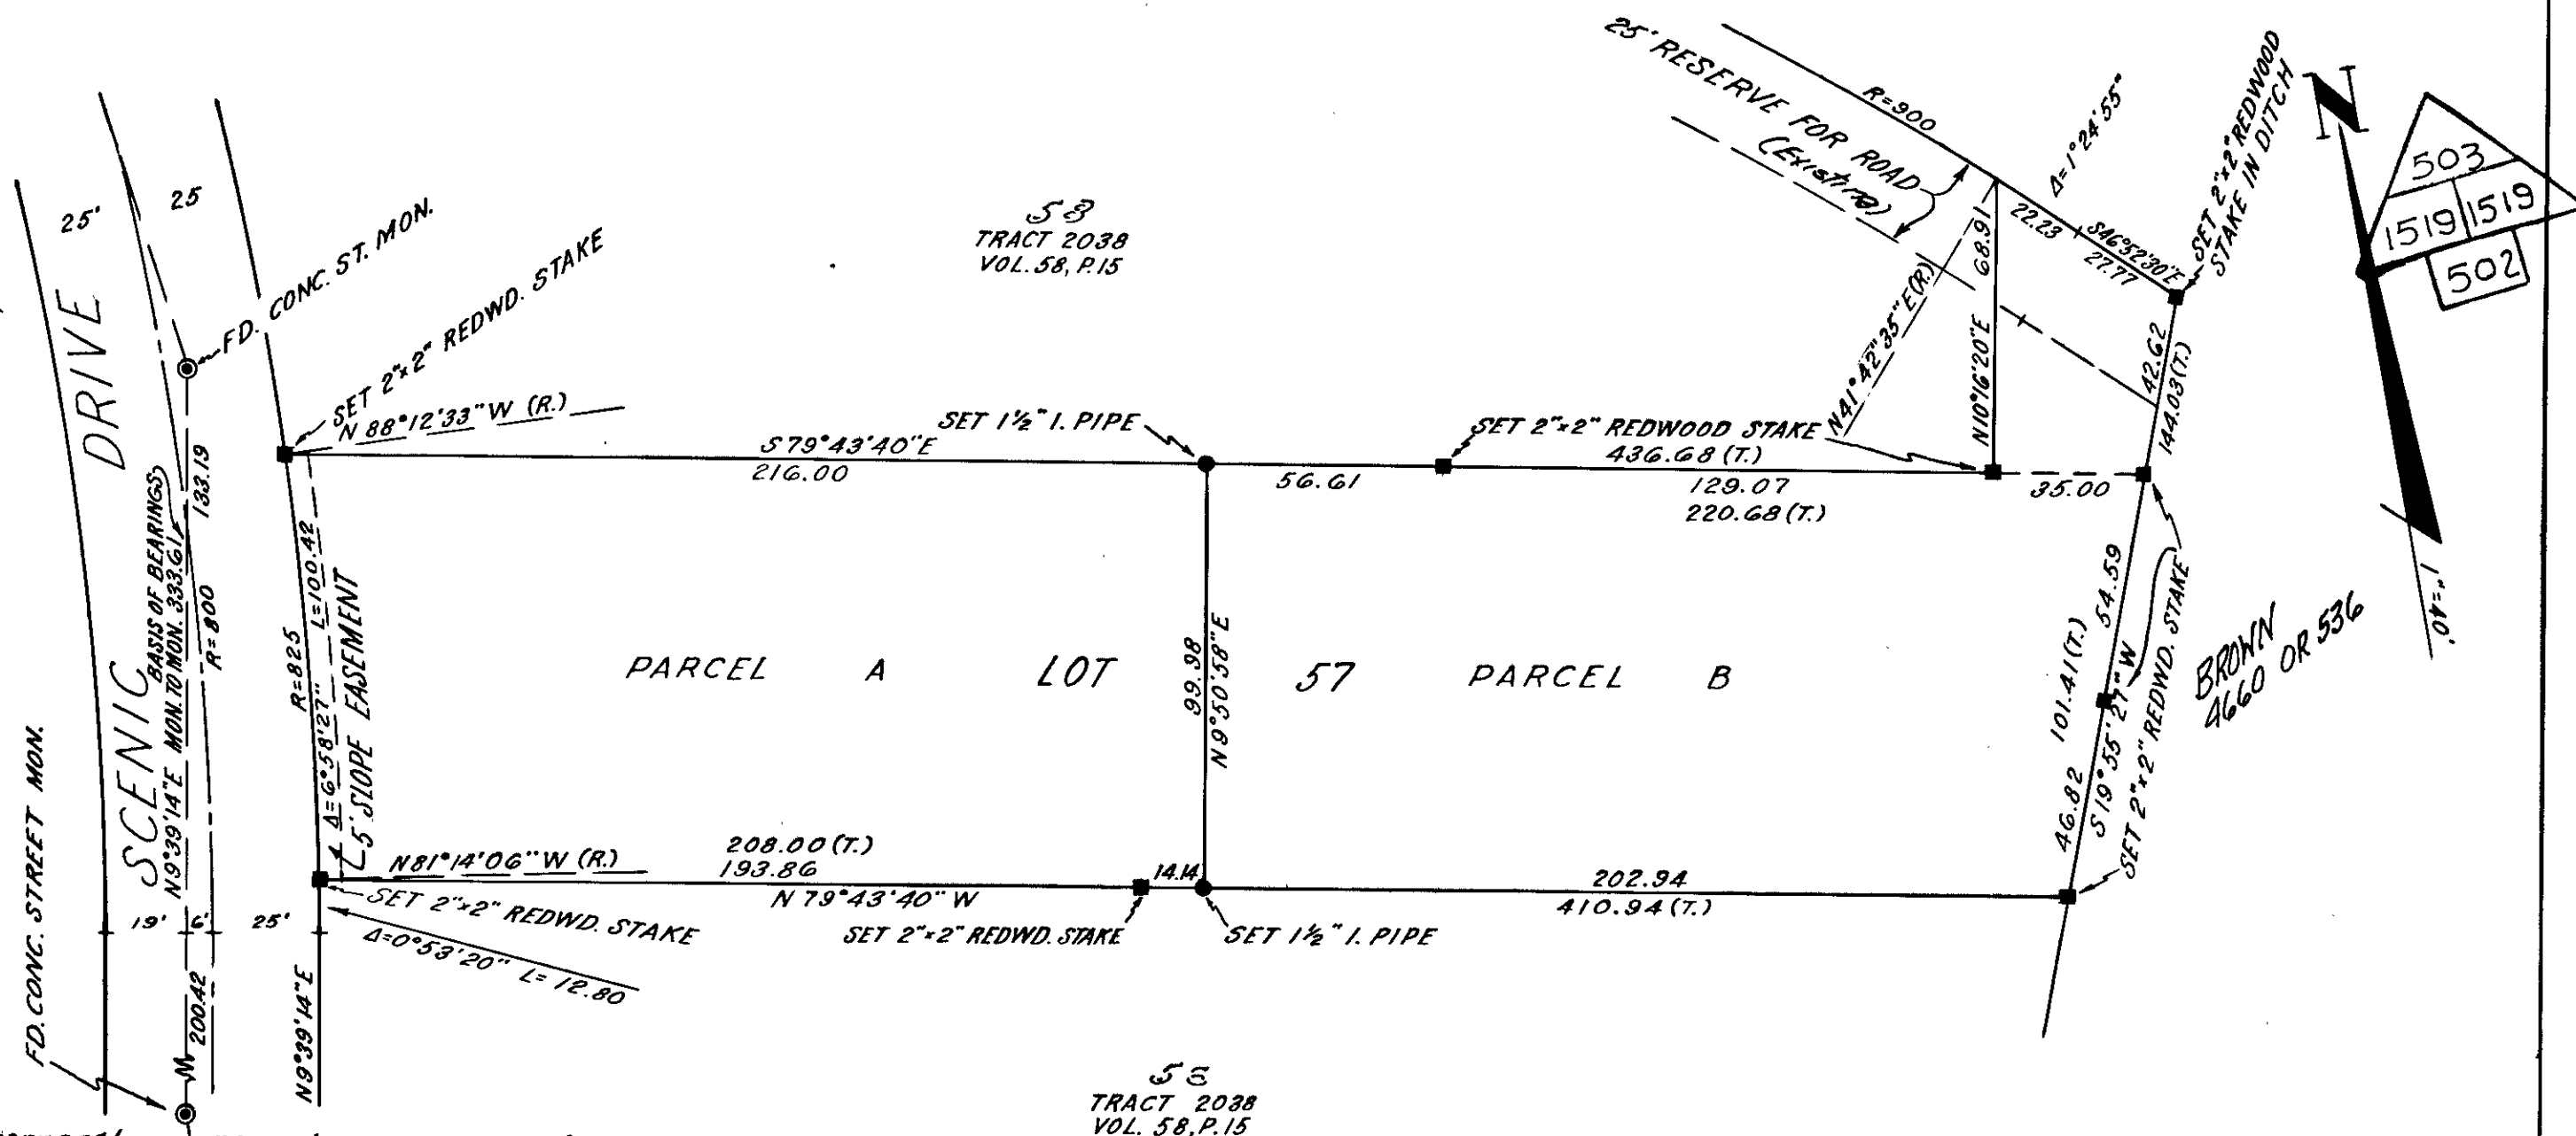 25' RESERVE FOR ROAD
(Existing)
R=900
Δ=1°24'55"
22.23
S46°52'30"E
27.77
SET 2"x2" REDWOOD
STAKE IN DITCH
N
503
1519 1519
502
1"=40'
25'
25
FD. CONC. ST. MON.
SET 2"x2" REDWD. STAKE
58
TRACT 2038
VOL. 58, P. 15
N41°42'35"E(R.)
68.91
N10°16'20"E
42.62
144.03(T.)
SCENIC DRIVE
BASIS OF BEARINGS
N9°39'14"E MON. TO MON. 333.61
133.19
R=800
N 88°12'33"W (R.)
S79°43'40"E
216.00
SET 1½" I. PIPE
56.61
SET 2"x2" REDWOOD STAKE
436.68 (T.)
129.07
220.68 (T.)
35.00
R=825
Δ=6°58'27" L=100.42
5' SLOPE EASEMENT
PARCEL A
LOT 57
PARCEL B
99.98
N9°50'58"E
54.59
101.41(T.)
46.82
S19°55'27"W
SET 2"x2" REDWD. STAKE
BROWN
4660 OR 536
FD. CONC. STREET MON.
N81°14'06"W (R.)
208.00 (T.)
193.86
14.14
N 79°43'40"W
202.94
410.94 (T.)
19' 6' 25'
SET 2"x2" REDWD. STAKE
Δ=0°53'20" L=12.80
SET 2"x2" REDWD. STAKE
SET 1½" I. PIPE
200.42
N9°39'14"E
TRACT 2038
VOL. 58, P. 15